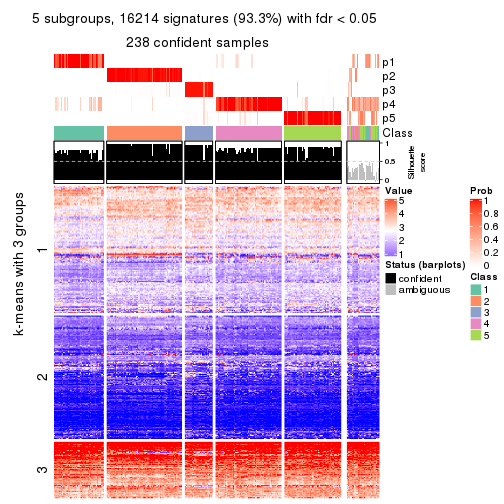 5 subgroups, 16214 signatures (93.3%) with fdr < 0.05
238 confident samples
p1
p2
p3
p4
p5
Class
1
0.5
0
Silhouette
score
k-means with 3 groups
1
2
3
Value
5
4
3
2
1
Status (barplots)
confident
ambiguous
Prob
1
0.8
0.6
0.4
0.2
0
Class
1
2
3
4
5